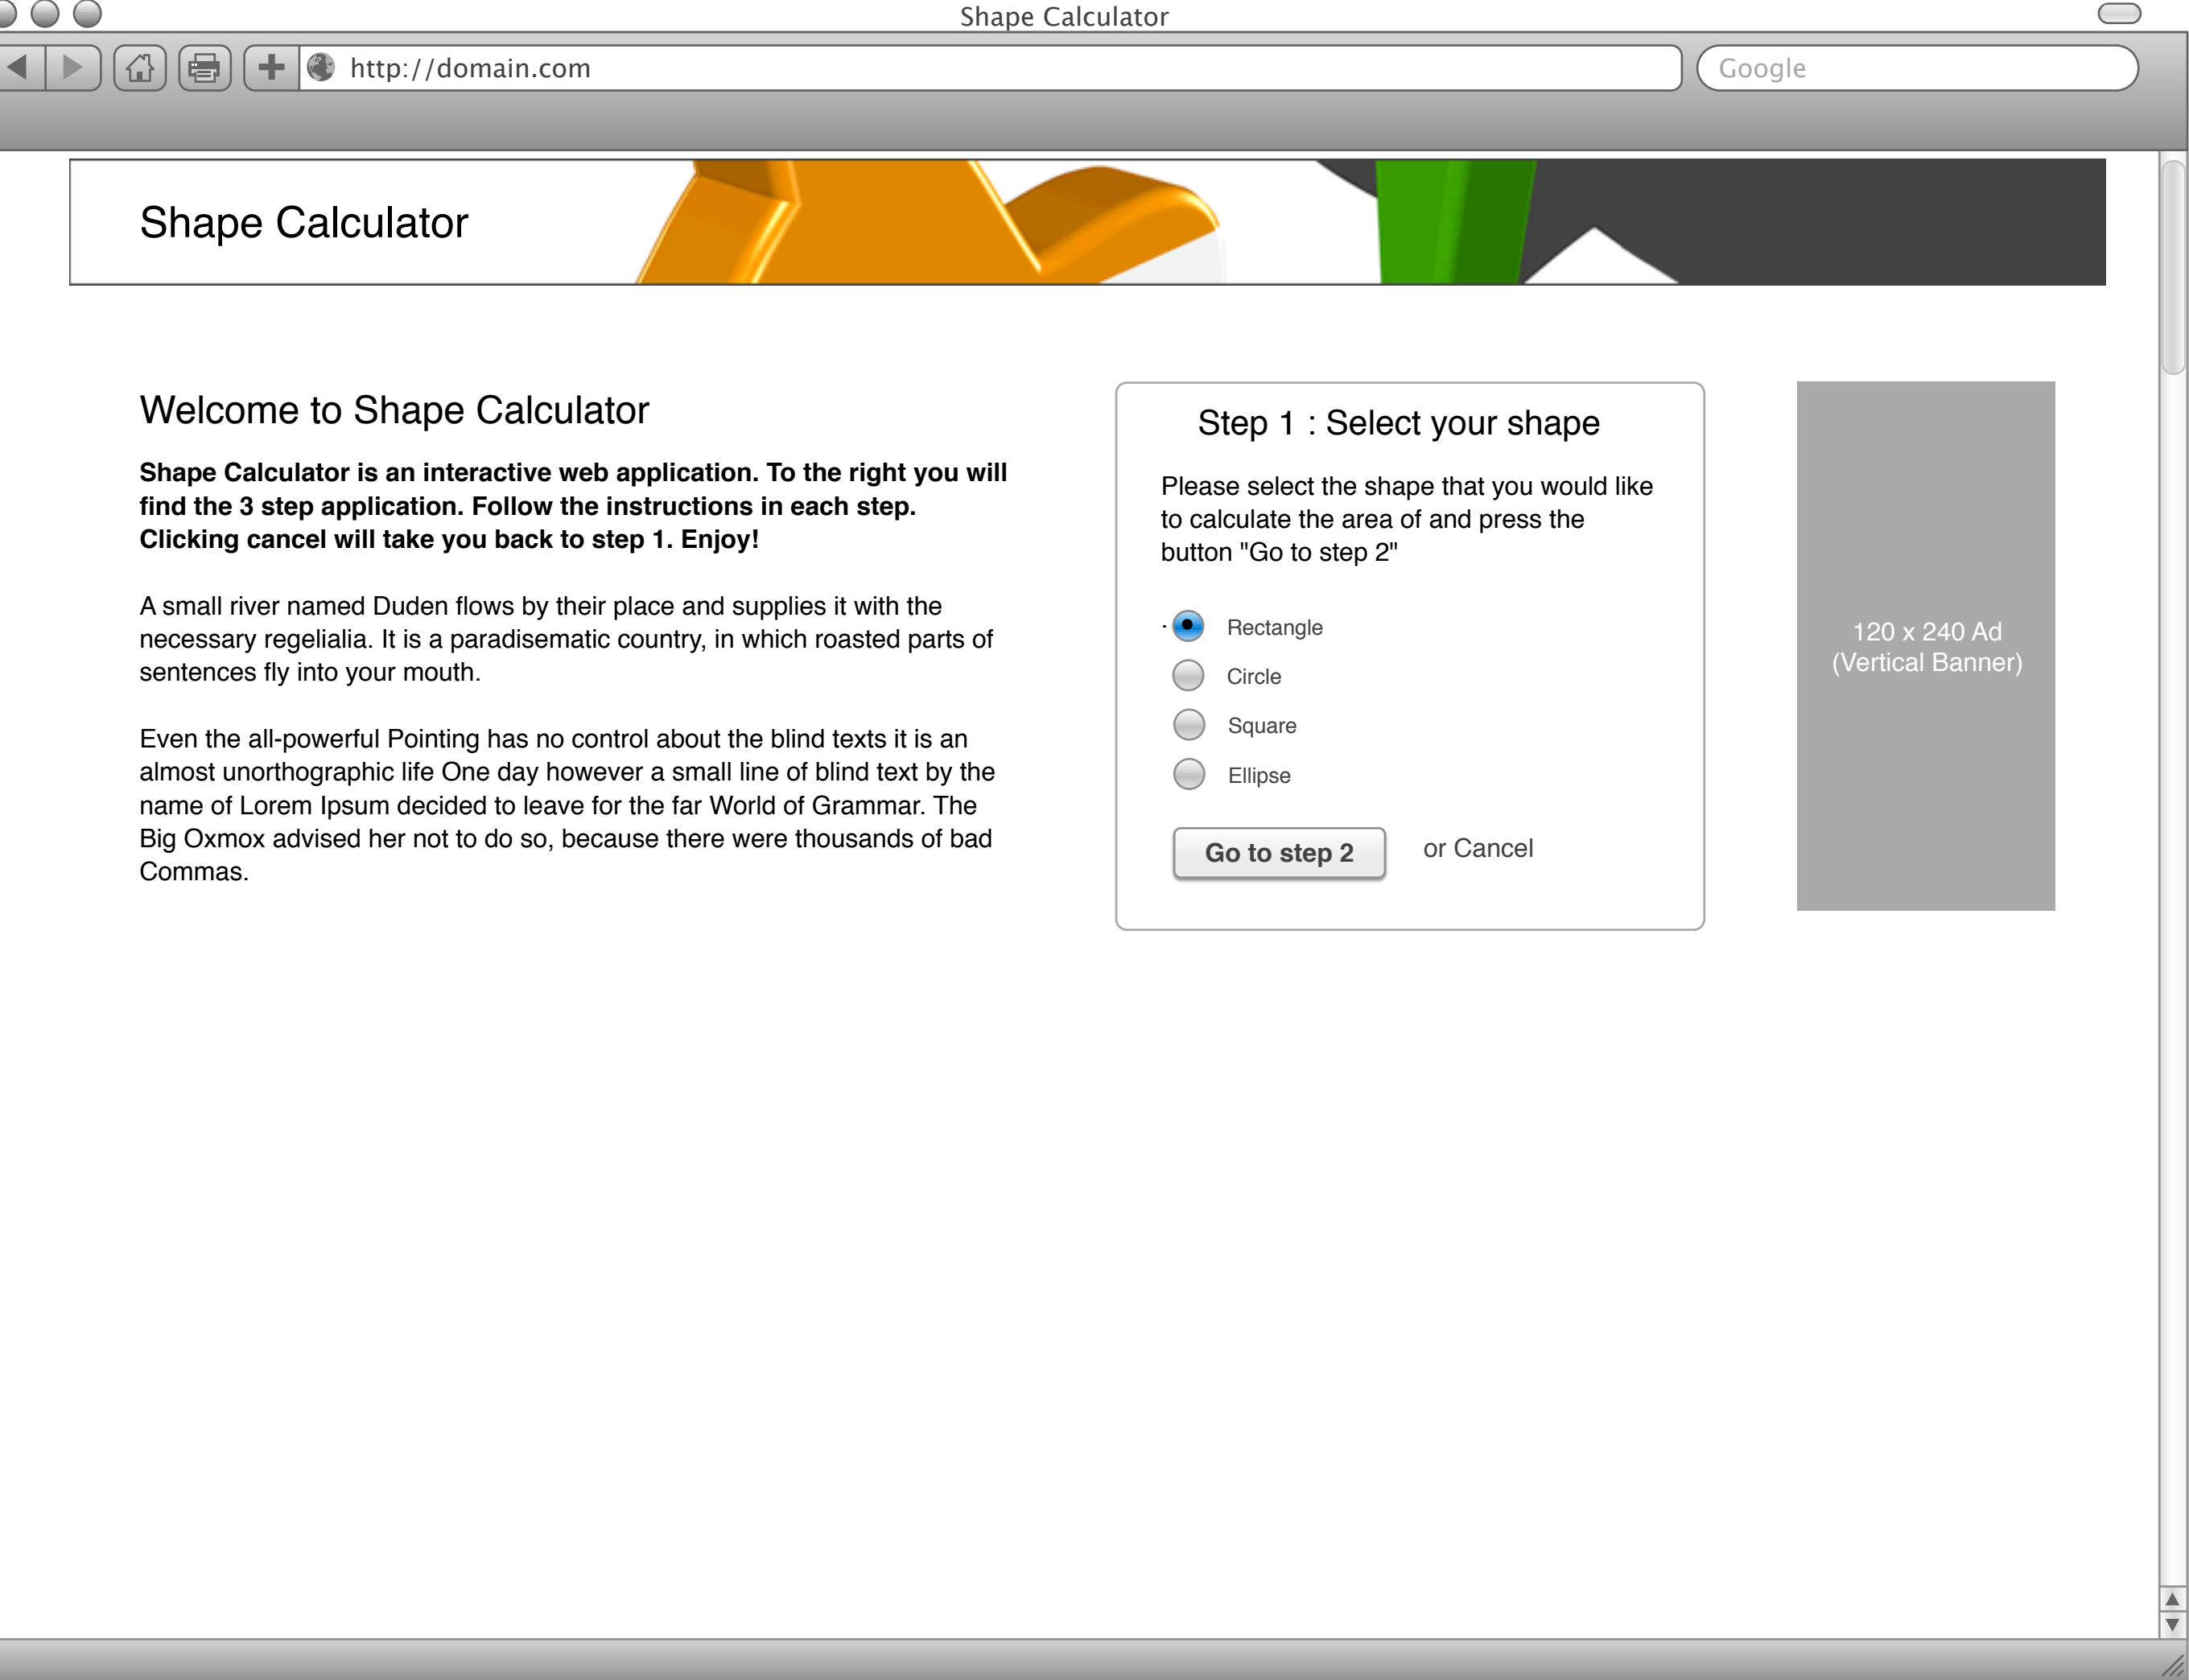 Shape Calculator
http://domain.com
Google
Shape Calculator
Welcome to Shape Calculator
Shape Calculator is an interactive web application. To the right you will
find the 3 step application. Follow the instructions in each step.
Clicking cancel will take you back to step 1. Enjoy!
A small river named Duden flows by their place and supplies it with the
necessary regelialia. It is a paradisematic country, in which roasted parts of
sentences fly into your mouth.
Even the all-powerful Pointing has no control about the blind texts it is an
almost unorthographic life One day however a small line of blind text by the
name of Lorem Ipsum decided to leave for the far World of Grammar. The
Big Oxmox advised her not to do so, because there were thousands of bad
Commas.
Step 1 : Select your shape
Please select the shape that you would like
to calculate the area of and press the
button "Go to step 2"
Rectangle
Circle
Square
Ellipse
Go to step 2 or Cancel
120 x 240 Ad
(Vertical Banner)